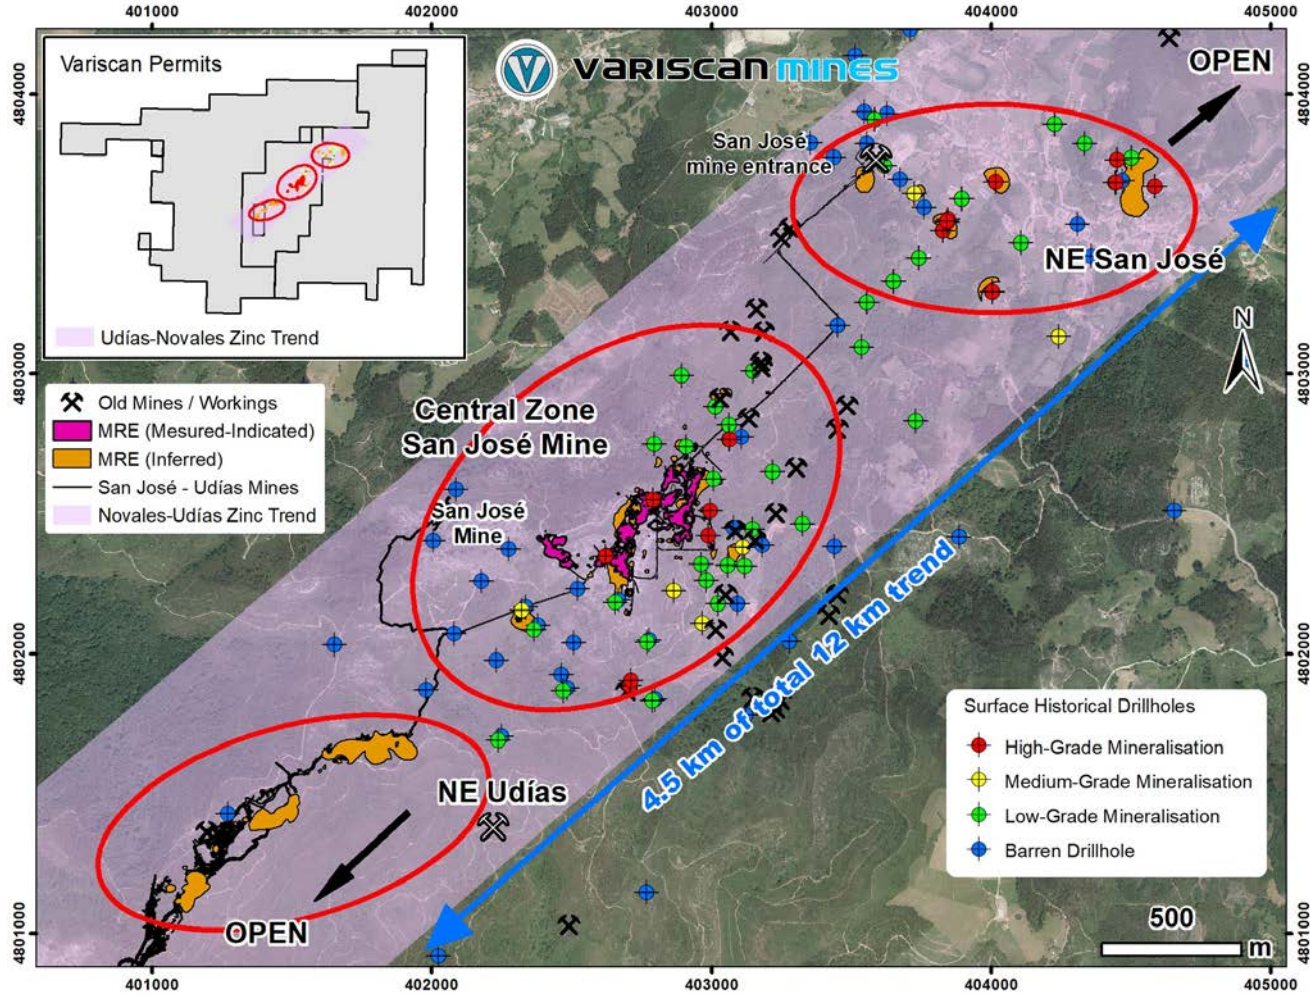 401000
402000
403000
404000
405000
4804000
4803000
4802000
4801000
Variscan Permits
Udías-Novales Zinc Trend
VARISCAN MINES
OPEN
San José
mine entrance
NE San José
N
Old Mines / Workings
MRE (Mesured-Indicated)
MRE (Inferred)
San José - Udías Mines
Novales-Udías Zinc Trend
Central Zone
San José Mine
San José
Mine
4.5 km of total 12 km trend
NE Udías
OPEN
Surface Historical Drillholes
High-Grade Mineralisation
Medium-Grade Mineralisation
Low-Grade Mineralisation
Barren Drillhole
500
m
4804000
4803000
4802000
4801000
401000
402000
403000
404000
405000